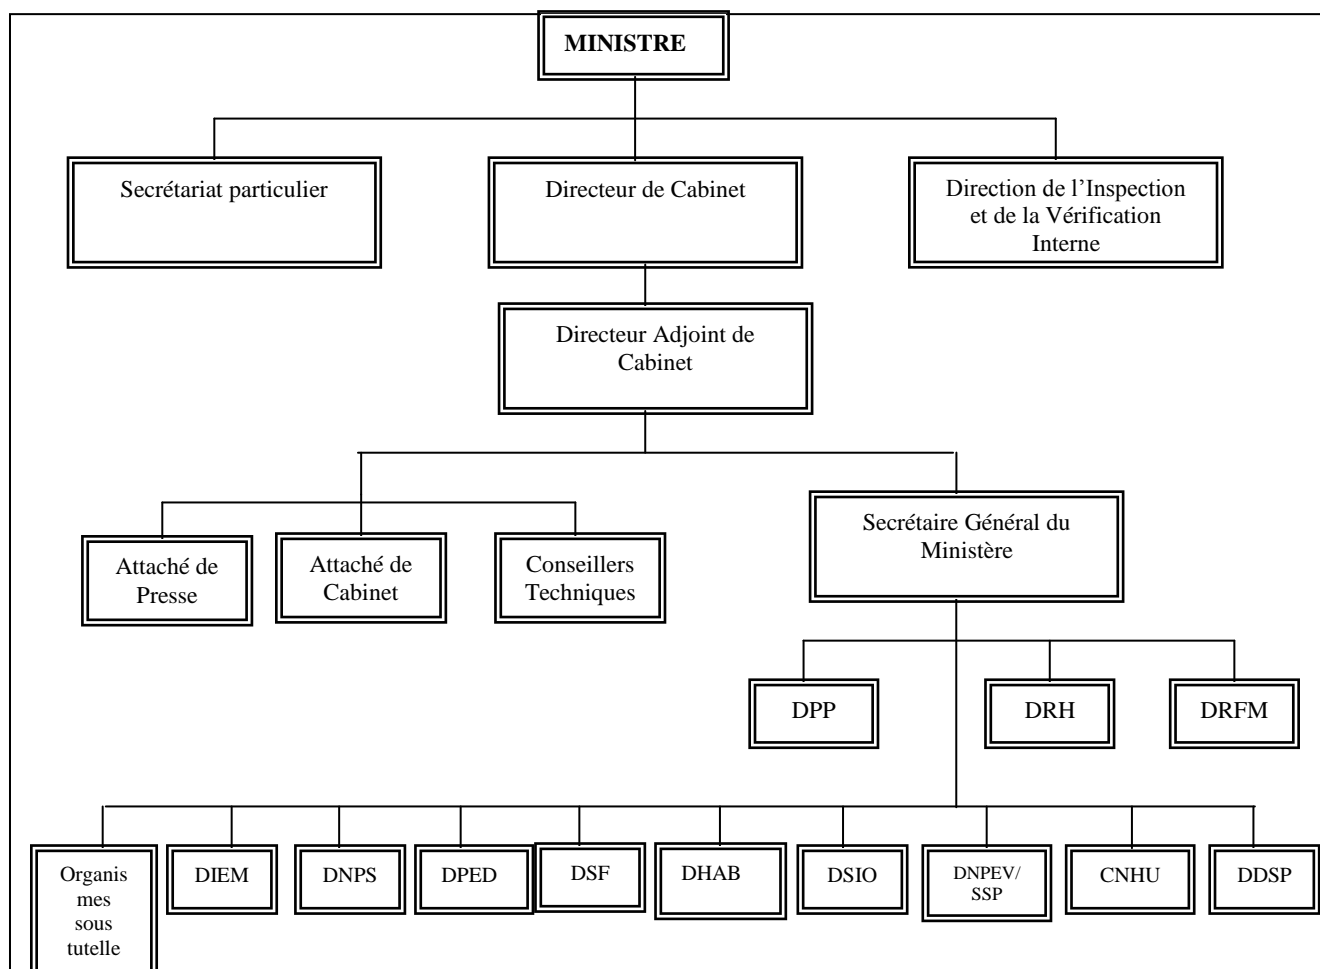 MINISTRE
Secrétariat particulier
Directeur de Cabinet
Direction de l’Inspection
et de la Vérification
Interne
Directeur Adjoint de
Cabinet
Attaché de
Presse
Attaché de
Cabinet
Conseillers
Techniques
Secrétaire Général du
Ministère
DPP
DRH
DRFM
Organis
mes
sous
tutelle
DIEM
DNPS
DPED
DSF
DHAB
DSIO
DNPEV/
SSP
CNHU
DDSP